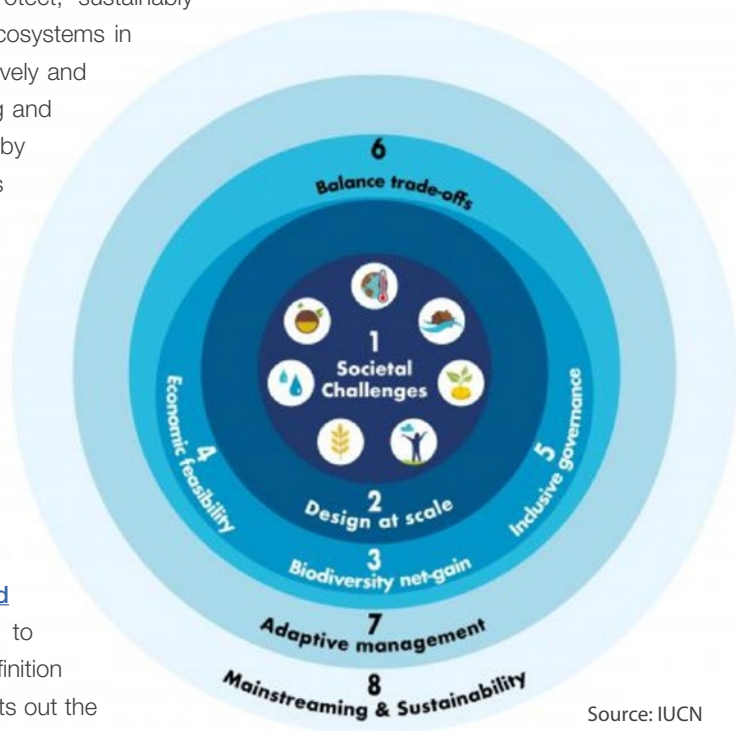 otect, sustainably
cosystems in
vely and
g and
by
s
6
Balance trade-offs
1
Societal
Challenges
4
Economic feasibility
5
Inclusive governance
2
Design at scale
3
Biodiversity net-gain
d
to
7
Adaptive management
finition
ts out the
8
Mainstreaming & Sustainability
Source: IUCN